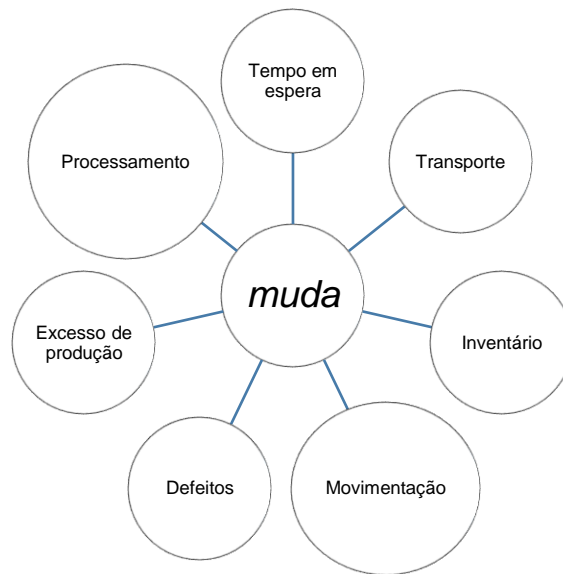 Tempo em
espera
Processamento
Transporte
muda
Excesso de
produção
Inventário
Defeitos
Movimentação